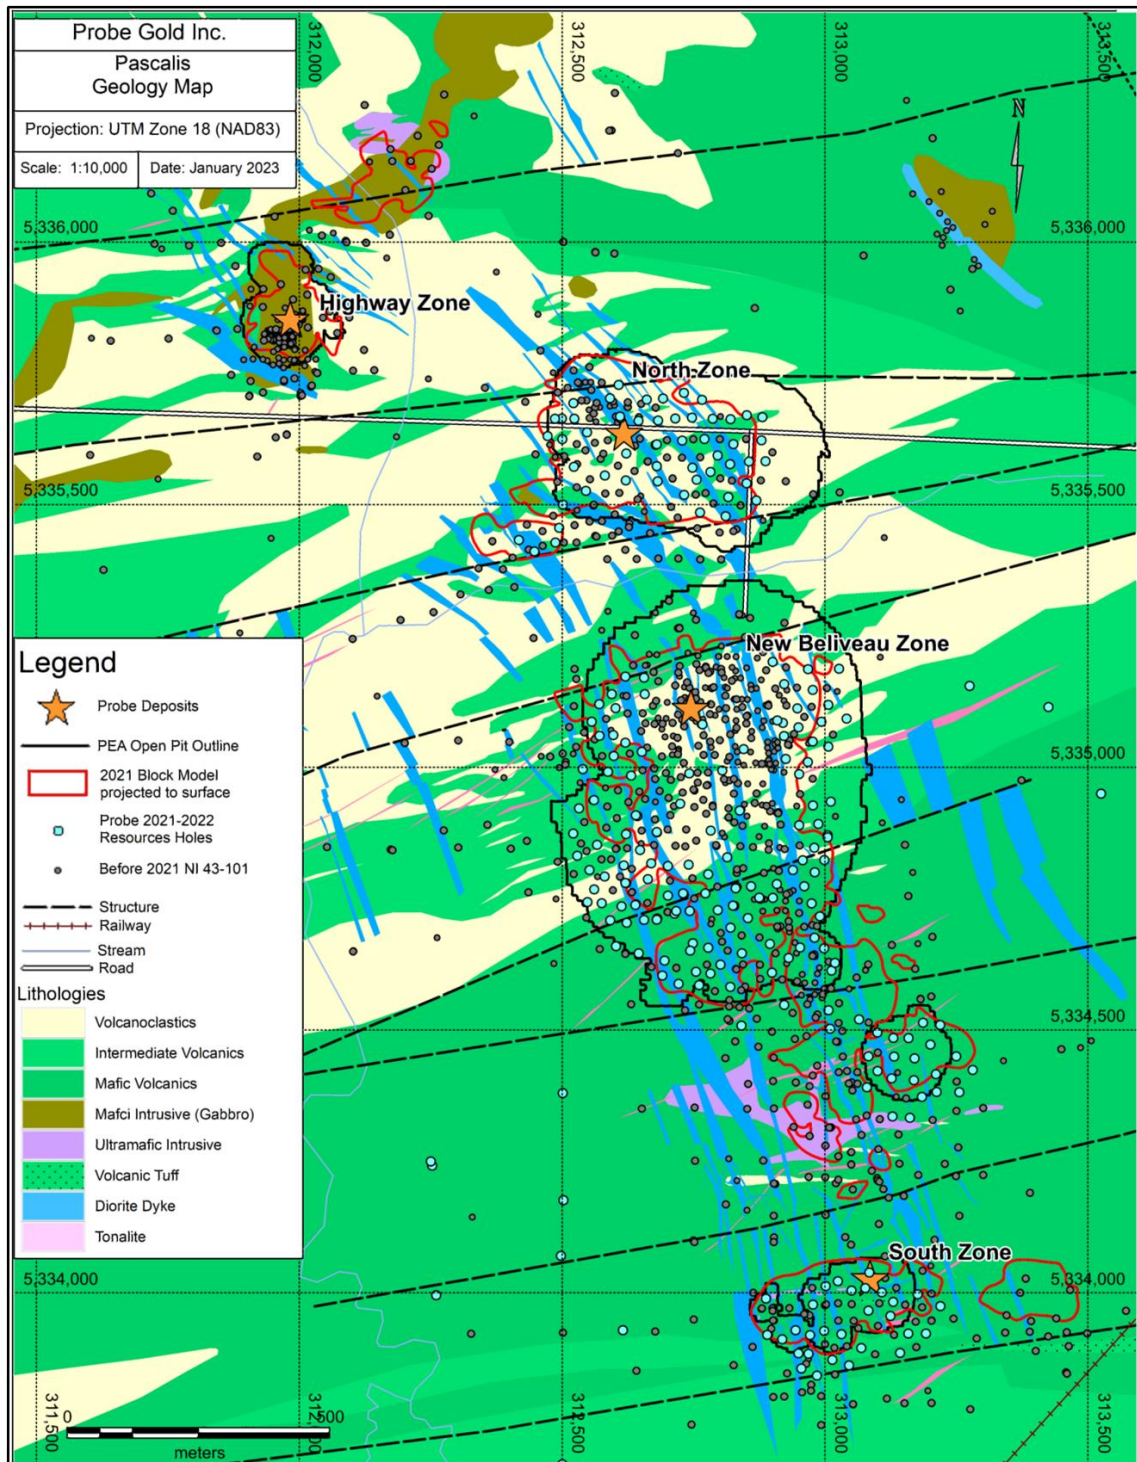 Probe Gold Inc.
Pascalis
Geology Map
Projection: UTM Zone 18 (NAD83)
Scale: 1:10,000
Date: January 2023
312,000
312,500
313,000
313,500
N
5,336,000
5,336,000
Highway Zone
North Zone
5,335,500
5,335,500
New Beliveau Zone
5,335,000
5,334,500
South Zone
5,334,000
5,334,000
Legend
Probe Deposits
PEA Open Pit Outline
2021 Block Model
projected to surface
Probe 2021-2022
Resources Holes
Before 2021 NI 43-101
Structure
Railway
Stream
Road
Lithologies
Volcanoclastics
Intermediate Volcanics
Mafic Volcanics
Mafci Intrusive (Gabbro)
Ultramafic Intrusive
Volcanic Tuff
Diorite Dyke
Tonalite
311,500
312,500
313,000
313,500
0
500
meters